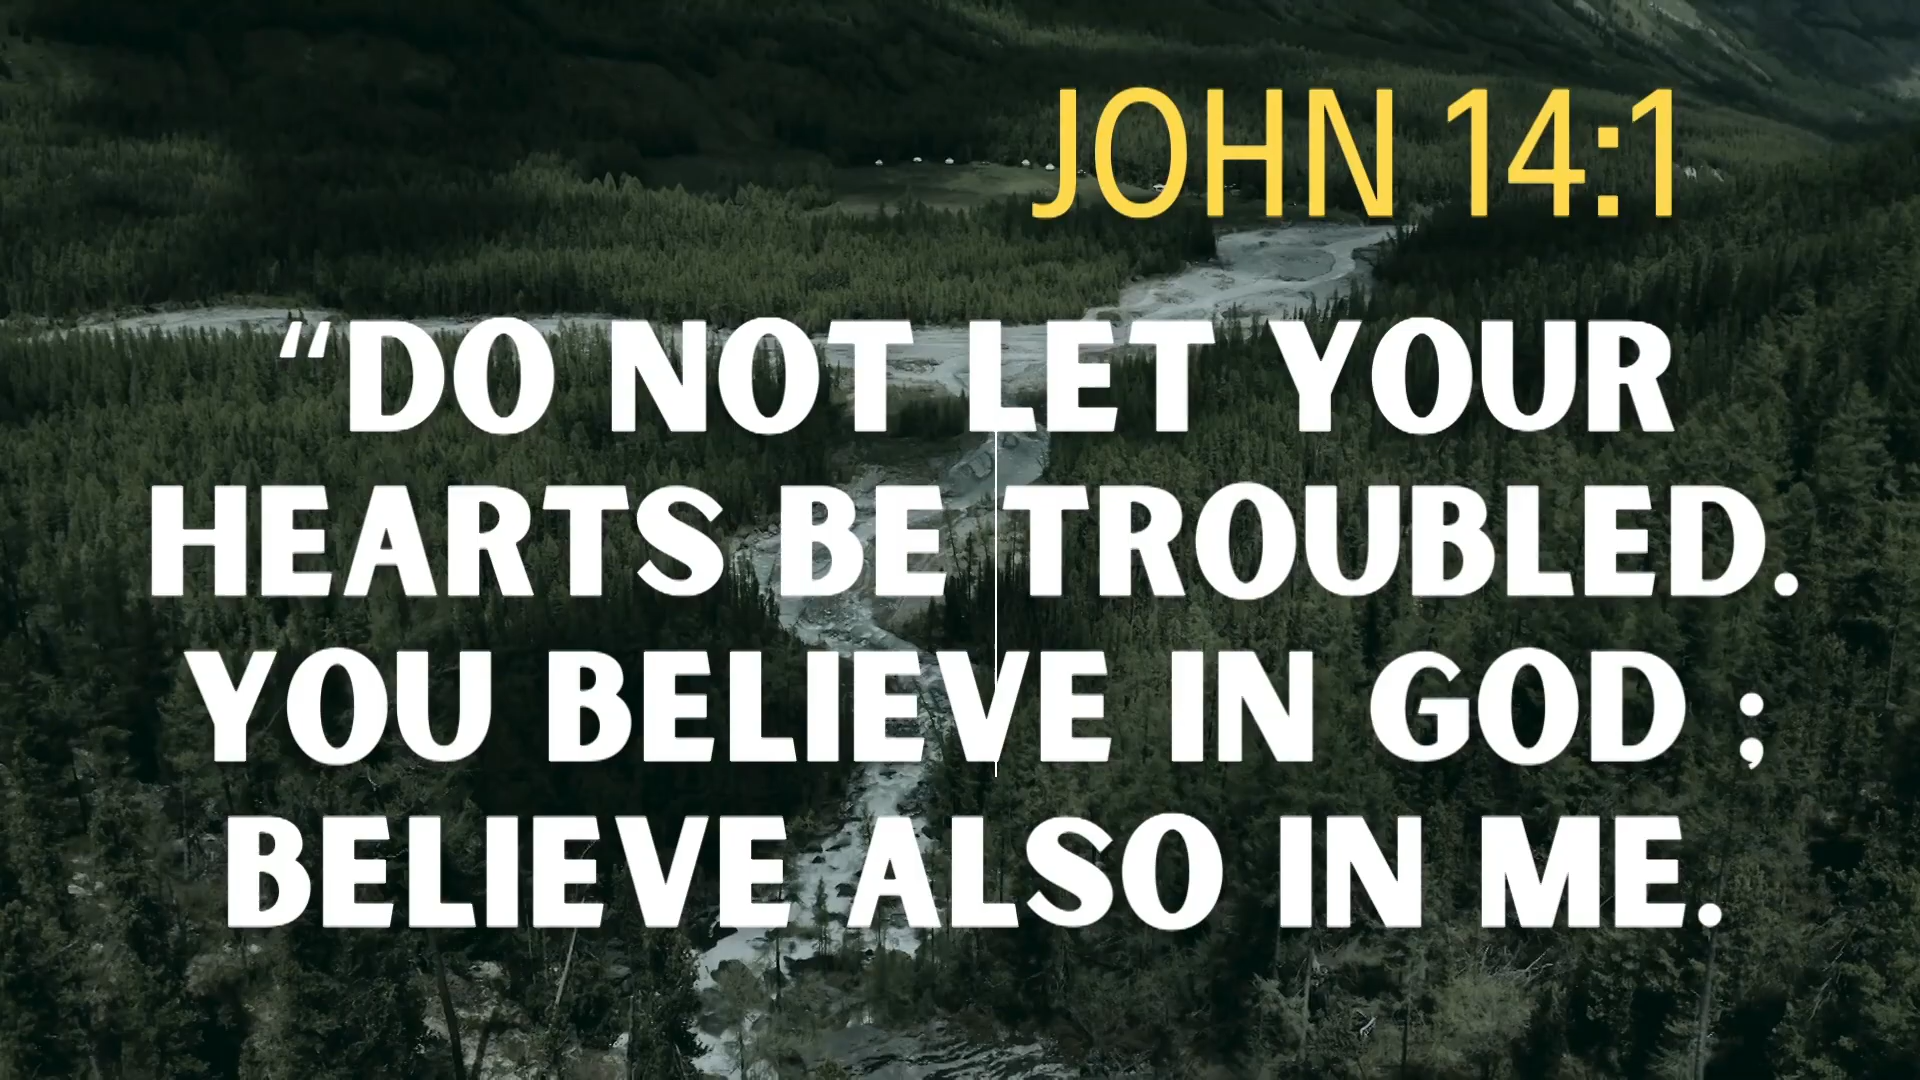 JOHN 14:1
“DO NOT LET YOUR
HEARTS BE TROUBLED.
YOU BELIEVE IN GOD ;
BELIEVE ALSO IN ME.